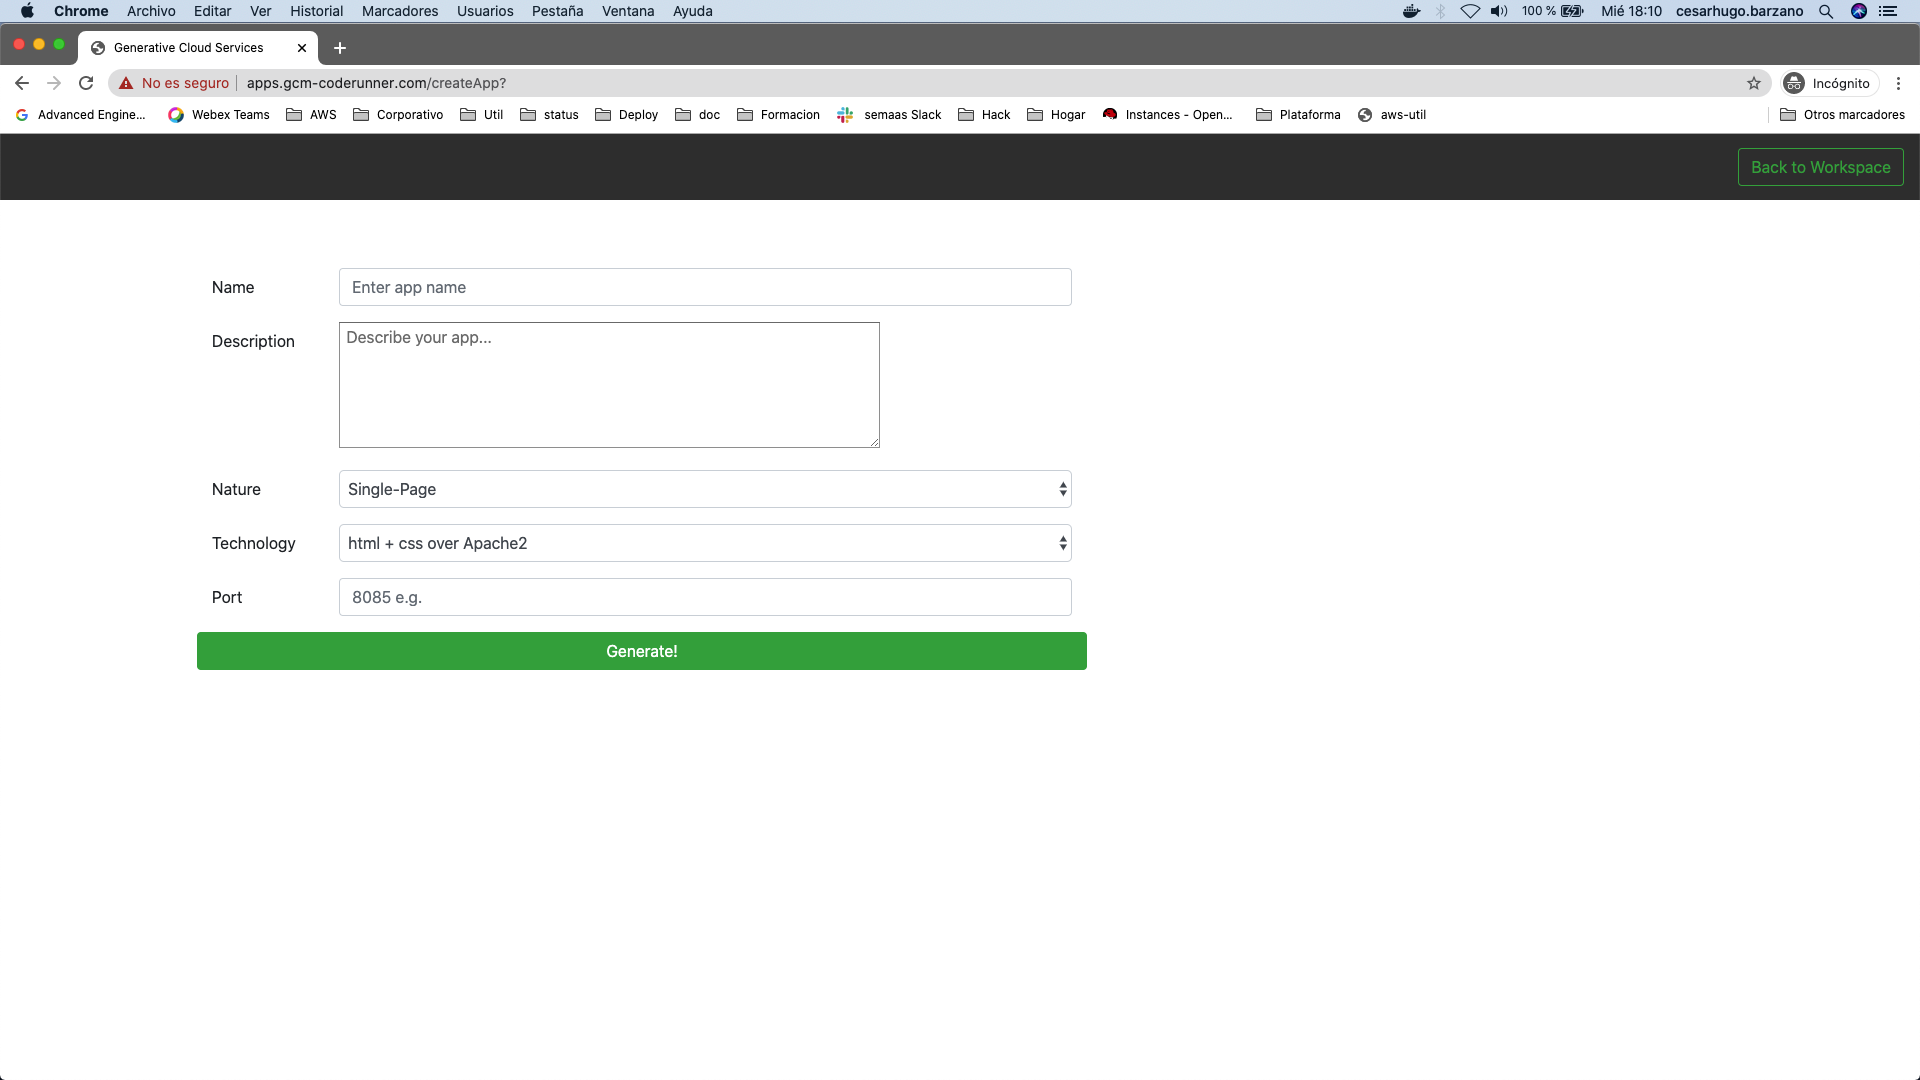 Chrome Archivo Editar Ver Historial Marcadores Usuarios Pestaña Ventana Ayuda 100 % Mié 18:10 cesarhugo.barzano
Generative Cloud Services
No es seguro apps.gcm-coderunner.com/createApp? Incógnito
Advanced Engine... Webex Teams AWS Corporativo Util status Deploy doc Formacion semaas Slack Hack Hogar Instances - Open... Plataforma aws-util Otros marcadores
Back to Workspace
Name Enter app name
Description Describe your app...
Nature Single-Page
Technology html + css over Apache2
Port 8085 e.g.
Generate!